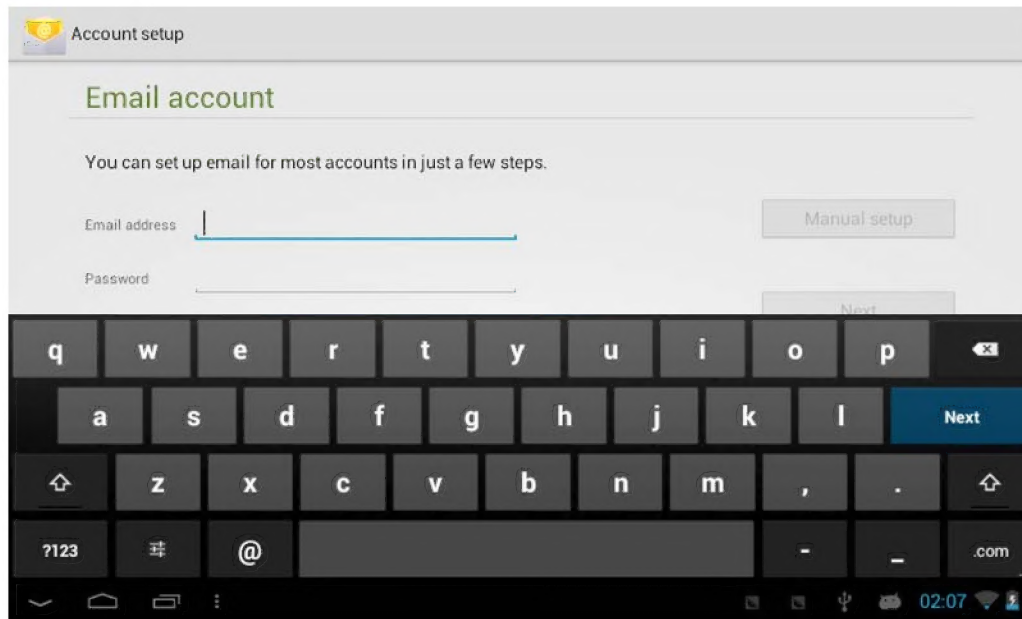 Account setup
Email account
You can set up email for most accounts in just a few steps.
Email address
Manual setup
Password
Next
q w e r t y u i o p
a s d f g h j k l Next
z x c v b n m , .
?123 @ - _ .com
02:07